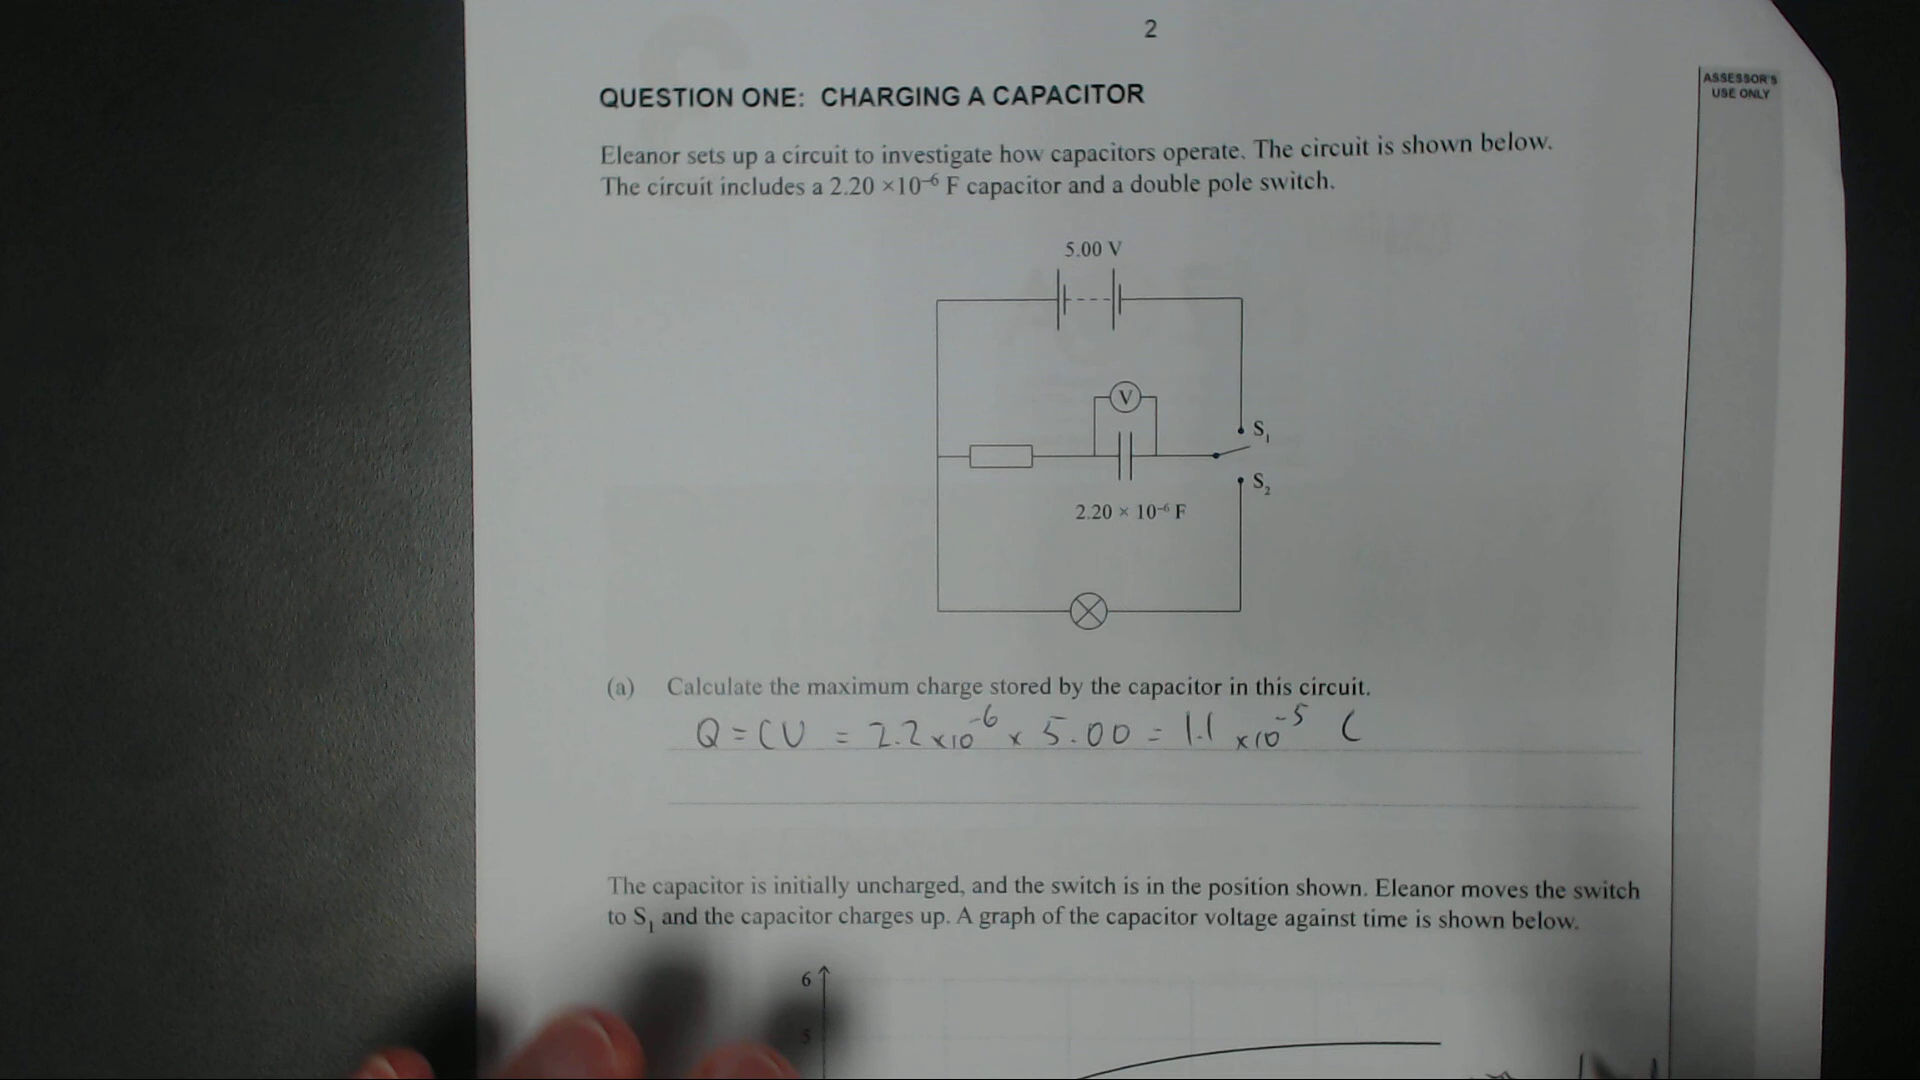 2
ASSESSOR'S
USE ONLY
QUESTION ONE: CHARGING A CAPACITOR
Eleanor sets up a circuit to investigate how capacitors operate. The circuit is shown below.
The circuit includes a 2.20 ×10⁻⁶ F capacitor and a double pole switch.
5.00 V
V
S₁
S₂
2.20 × 10⁻⁶ F
(a) Calculate the maximum charge stored by the capacitor in this circuit.
Q = CV = 2.2 ×10⁻⁶ × 5.00 = 1.1 ×10⁻⁵ C
The capacitor is initially uncharged, and the switch is in the position shown. Eleanor moves the switch
to S₁ and the capacitor charges up. A graph of the capacitor voltage against time is shown below.
6
5